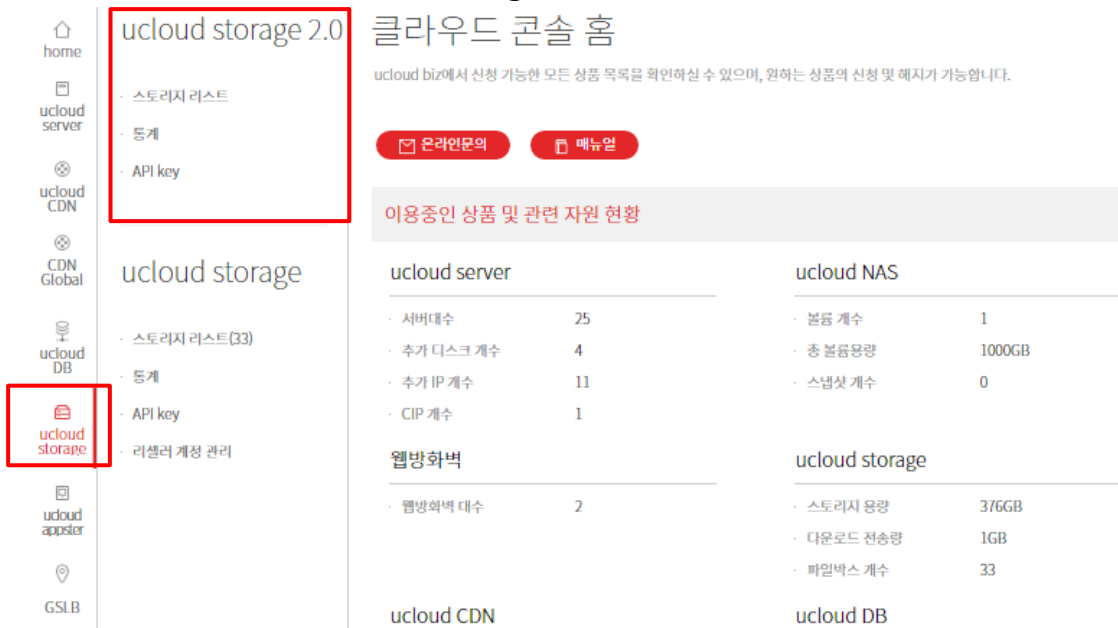 home
ucloud
server
ucloud
CDN
CDN
Global
ucloud
DB
ucloud
storage
ucloud
appster
GSLB
ucloud storage 2.0
· 스토리지 리스트
· 통계
· API key
ucloud storage
· 스토리지 리스트(33)
· 통계
· API key
· 리셀러 계정 관리
클라우드 콘솔 홈
ucloud biz에서 신청 가능한 모든 상품 목록을 확인하실 수 있으며, 원하는 상품의 신청 및 해지가 가능합니다.
온라인문의
매뉴얼
이용중인 상품 및 관련 자원 현황
ucloud server
· 서버대수 25
· 추가 디스크 개수 4
· 추가 IP 개수 11
· CIP 개수 1
ucloud NAS
· 볼륨 개수 1
· 총 볼륨용량 1000GB
· 스냅샷 개수 0
웹방화벽
· 웹방화벽 대수 2
ucloud storage
· 스토리지 용량 376GB
· 다운로드 전송량 1GB
· 파일박스 개수 33
ucloud CDN
ucloud DB